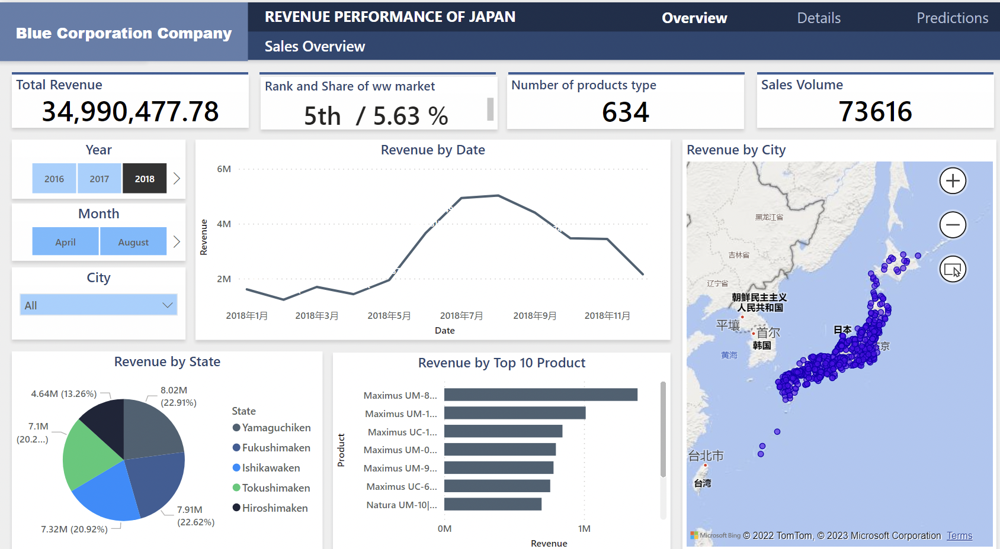 Blue Corporation Company
REVENUE PERFORMANCE OF JAPAN
Overview
Details
Predictions
Sales Overview
Total Revenue
34,990,477.78
Rank and Share of ww market
5th / 5.63 %
Number of products type
634
Sales Volume
73616
Year
2016
2017
2018
Month
April
August
City
All
Revenue by Date
6M
4M
2M
Revenue
2018年1月
2018年3月
2018年5月
2018年7月
2018年9月
2018年11月
Date
Revenue by City
黑龙江省
吉林省
辽宁省
朝鲜民主主义
人民共和国
平壤
首尔
韩国
黄海
日本
京
台北市
台湾
Microsoft Bing
© 2022 TomTom, © 2023 Microsoft Corporation
Terms
Revenue by State
4.64M (13.26%)
8.02M
(22.91%)
7.1M
(20.2...)
7.32M (20.92%)
7.91M
(22.62%)
State
Yamaguchiken
Fukushimaken
Ishikawaken
Tokushimaken
Hiroshimaken
Revenue by Top 10 Product
Product
Maximus UM-8...
Maximus UM-1...
Maximus UC-1...
Maximus UM-0...
Maximus UM-9...
Maximus UC-6...
Natura UM-10|...
0M
1M
Revenue